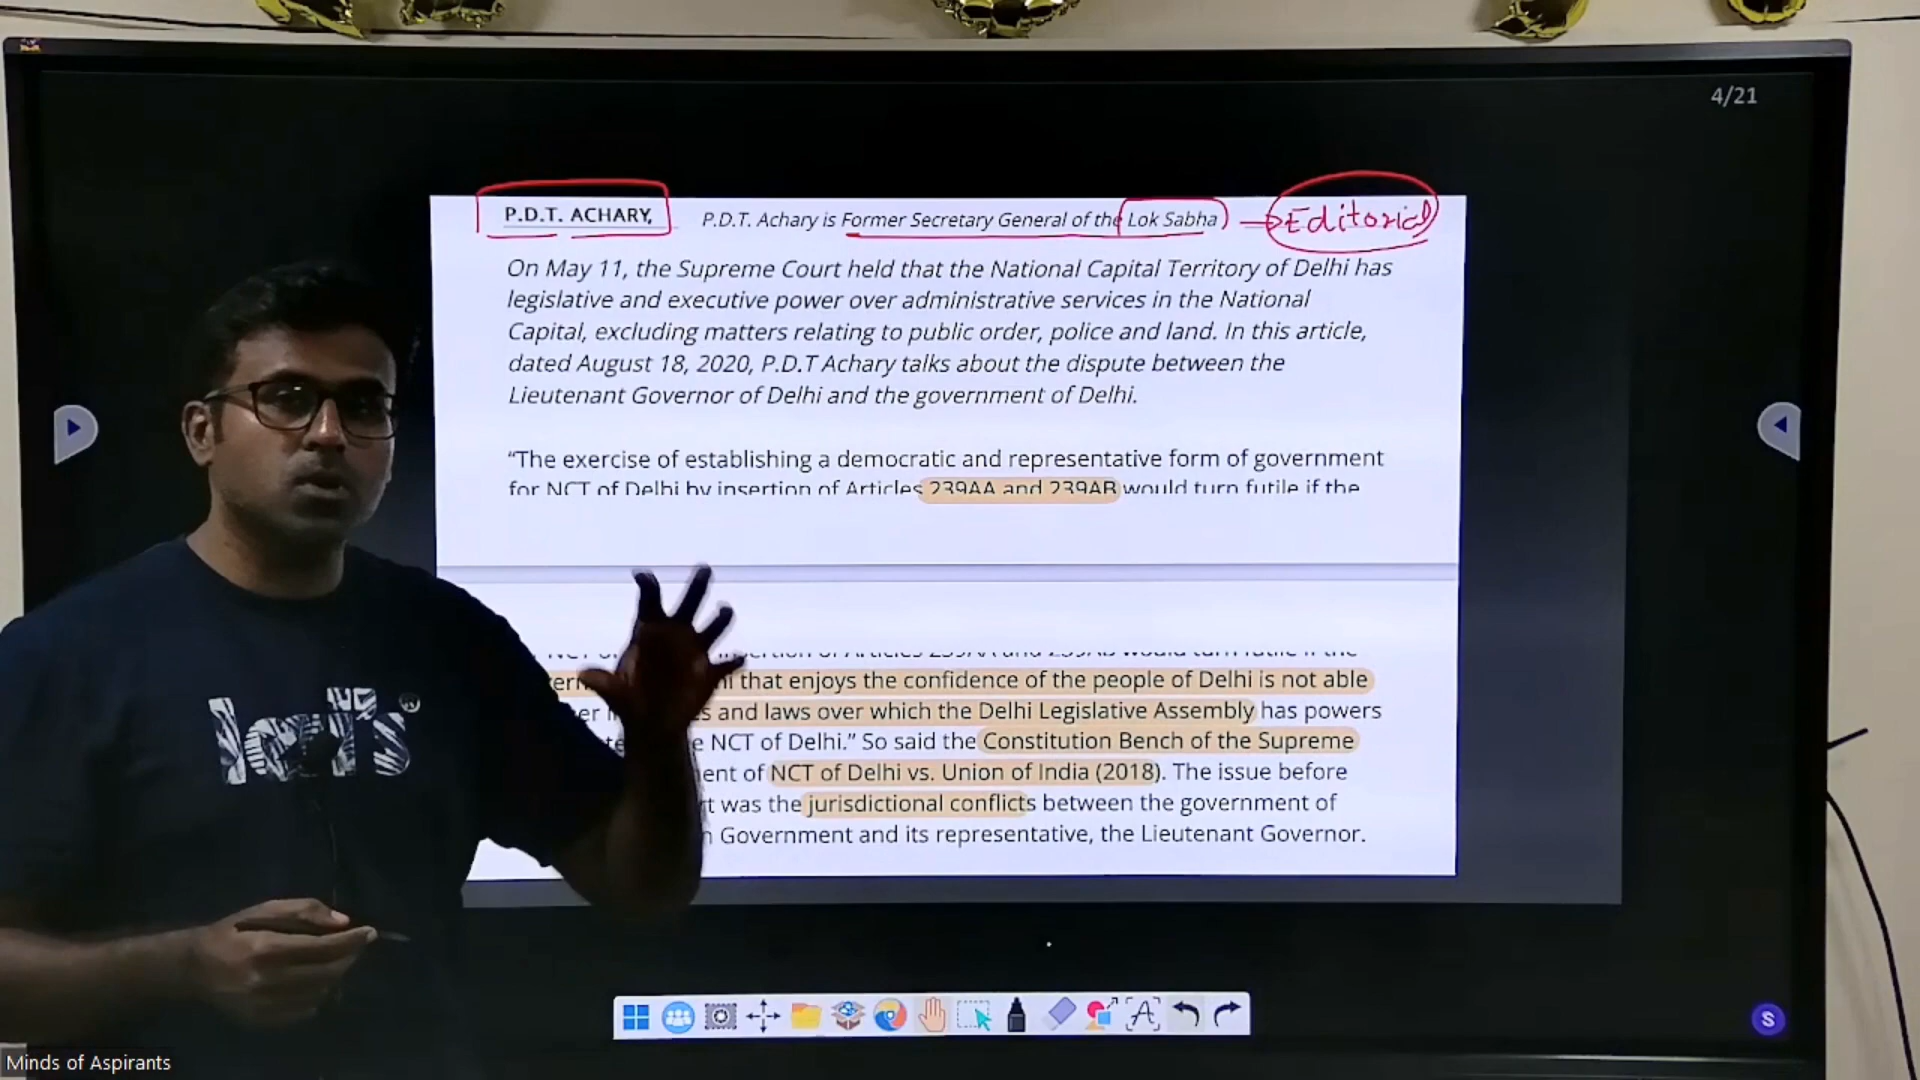 4/21
P.D.T. ACHARY, P.D.T. Achary is Former Secretary General of the Lok Sabha Editorial
On May 11, the Supreme Court held that the National Capital Territory of Delhi has
legislative and executive power over administrative services in the National
Capital, excluding matters relating to public order, police and land. In this article,
dated August 18, 2020, P.D.T Achary talks about the dispute between the
Lieutenant Governor of Delhi and the government of Delhi.
“The exercise of establishing a democratic and representative form of government
for NCT of Delhi by insertion of Articles 239AA and 239AB would turn futile if the
that enjoys the confidence of the people of Delhi is not able
and laws over which the Delhi Legislative Assembly has powers
NCT of Delhi.” So said the Constitution Bench of the Supreme
of NCT of Delhi vs. Union of India (2018). The issue before
was the jurisdictional conflicts between the government of
Government and its representative, the Lieutenant Governor.
S
Minds of Aspirants